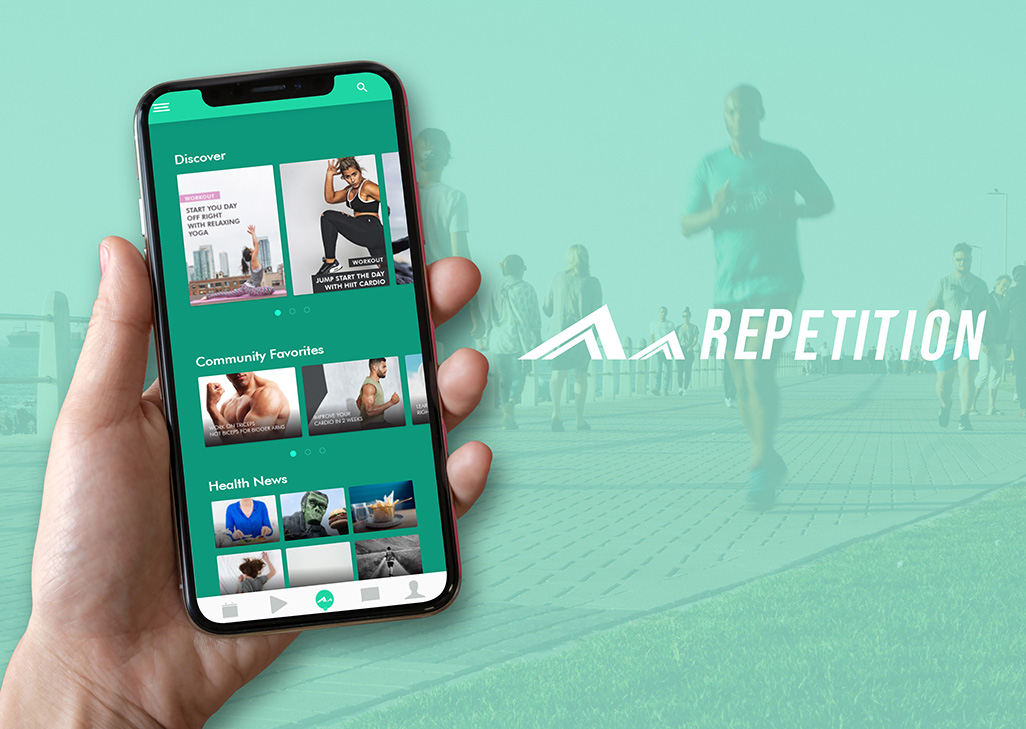 Discover
WORKOUT
START YOU DAY
OFF RIGHT
WITH RELAXING
YOGA
WORKOUT
JUMP START THE DAY
WITH HIIT CARDIO
Community Favorites
WORK ON TRICEPS
NOT BICEPS FOR BIGGER ARMS
IMPROVE YOUR
CARDIO IN 2 WEEKS
Health News
REPETITION